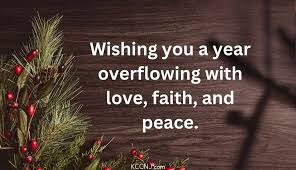 Wishing you a year
overflowing with
love, faith, and
peace.
KCCNJ.com